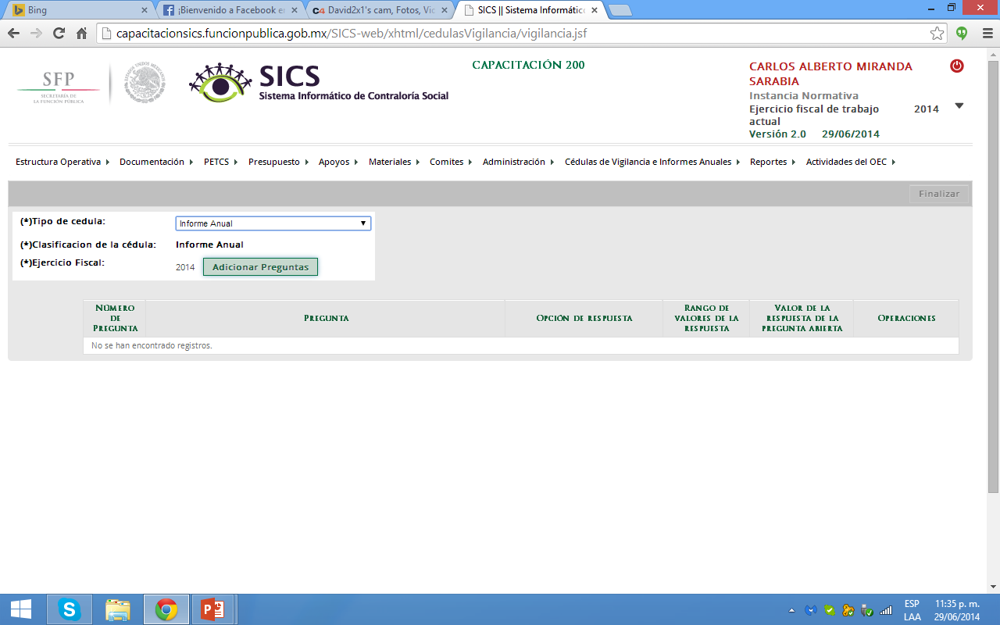 Bing
¡Bienvenido a Facebook e
C4 David2x1's cam, Fotos, Vid
SICS || Sistema Informátic
capacitacionsics.funcionpublica.gob.mx/SICS-web/xhtml/cedulasVigilancia/vigilancia.jsf
SFP
SECRETARÍA DE
LA FUNCIÓN PÚBLICA
ESTADOS UNIDOS MEXICANOS
SICS
Sistema Informático de Contraloría Social
CAPACITACIÓN 200
CARLOS ALBERTO MIRANDA
SARABIA
Instancia Normativa
Ejercicio fiscal de trabajo 2014
actual
Versión 2.0 29/06/2014
Estructura Operativa Documentación PETCS Presupuesto Apoyos Materiales Comites Administración Cédulas de Vigilancia e Informes Anuales Reportes Actividades del OEC
Finalizar
(*)Tipo de cedula: Informe Anual
(*)Clasificacion de la cédula: Informe Anual
(*)Ejercicio Fiscal: 2014 Adicionar Preguntas
NÚMERO
DE
PREGUNTA
PREGUNTA
OPCIÓN DE RESPUESTA
RANGO DE
VALORES DE LA
RESPUESTA
VALOR DE LA
RESPUESTA DE LA
PREGUNTA ABIERTA
OPERACIONES
No se han encontrado registros.
ESP
LAA
11:35 p. m.
29/06/2014